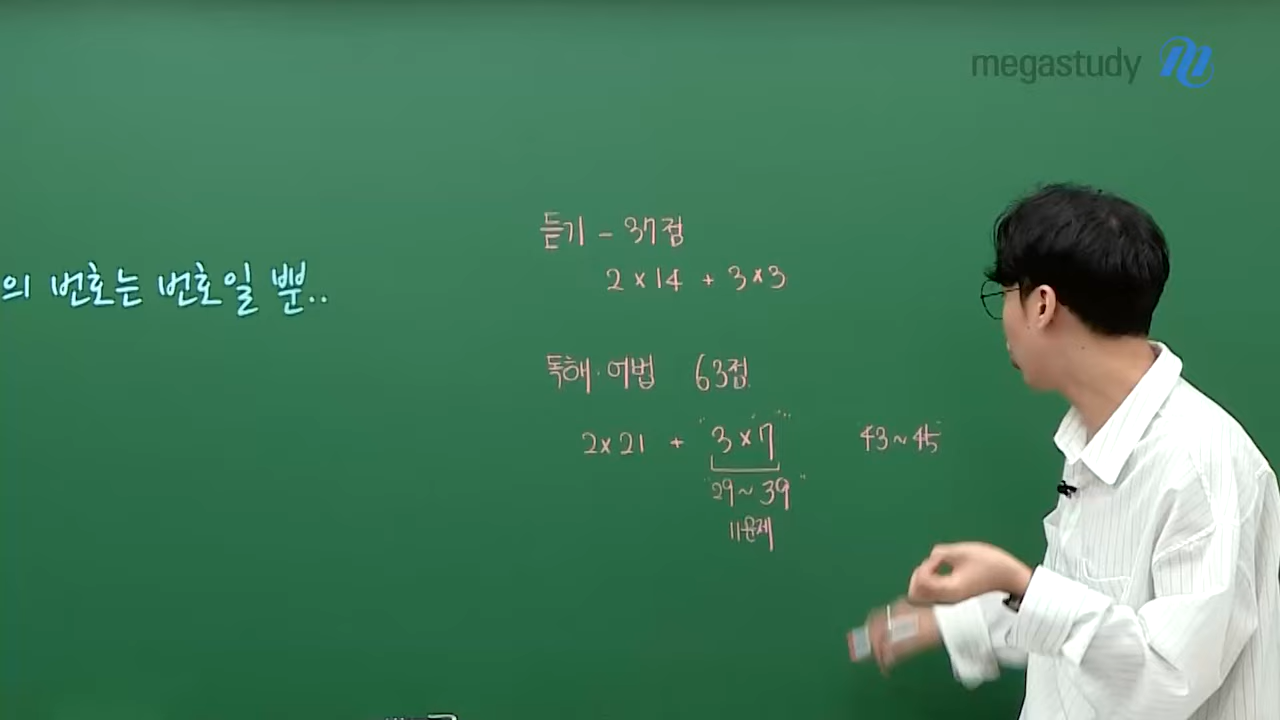 megastudy
의 번호는 번호일 뿐..
듣기 - 37점
2 × 14 + 3 × 3
독해·어법 63점
2 × 21 + "3 × 7" 43~45
"29~39"
11문제